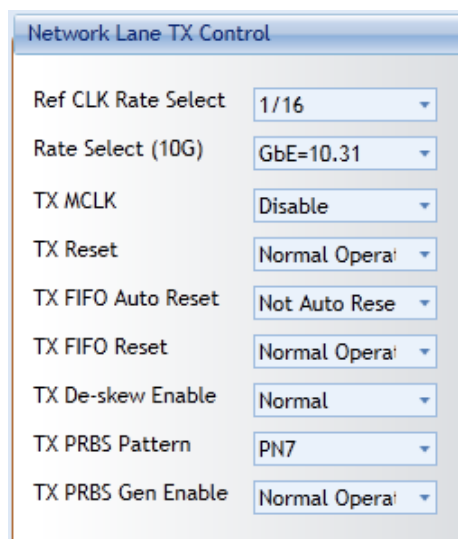 Network Lane TX Control
Ref CLK Rate Select 1/16
Rate Select (10G) GbE=10.31
TX MCLK Disable
TX Reset Normal Operat
TX FIFO Auto Reset Not Auto Rese
TX FIFO Reset Normal Operat
TX De-skew Enable Normal
TX PRBS Pattern PN7
TX PRBS Gen Enable Normal Operat